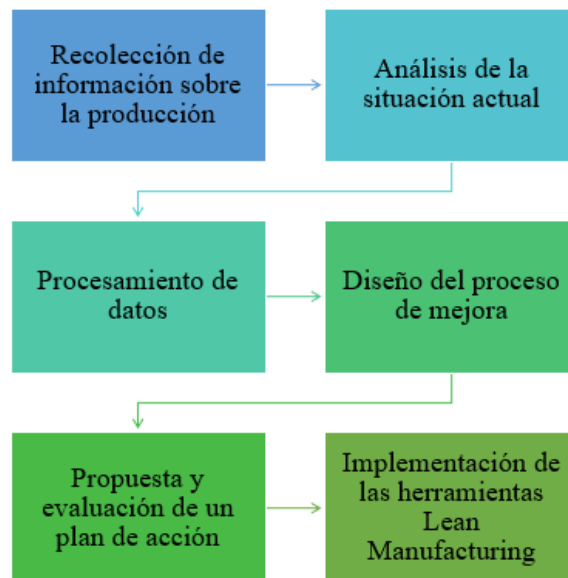 Recolección de
información sobre
la producción
Análisis de la
situación actual
Procesamiento de
datos
Diseño del proceso
de mejora
Propuesta y
evaluación de un
plan de acción
Implementación de
las herramientas
Lean
Manufacturing